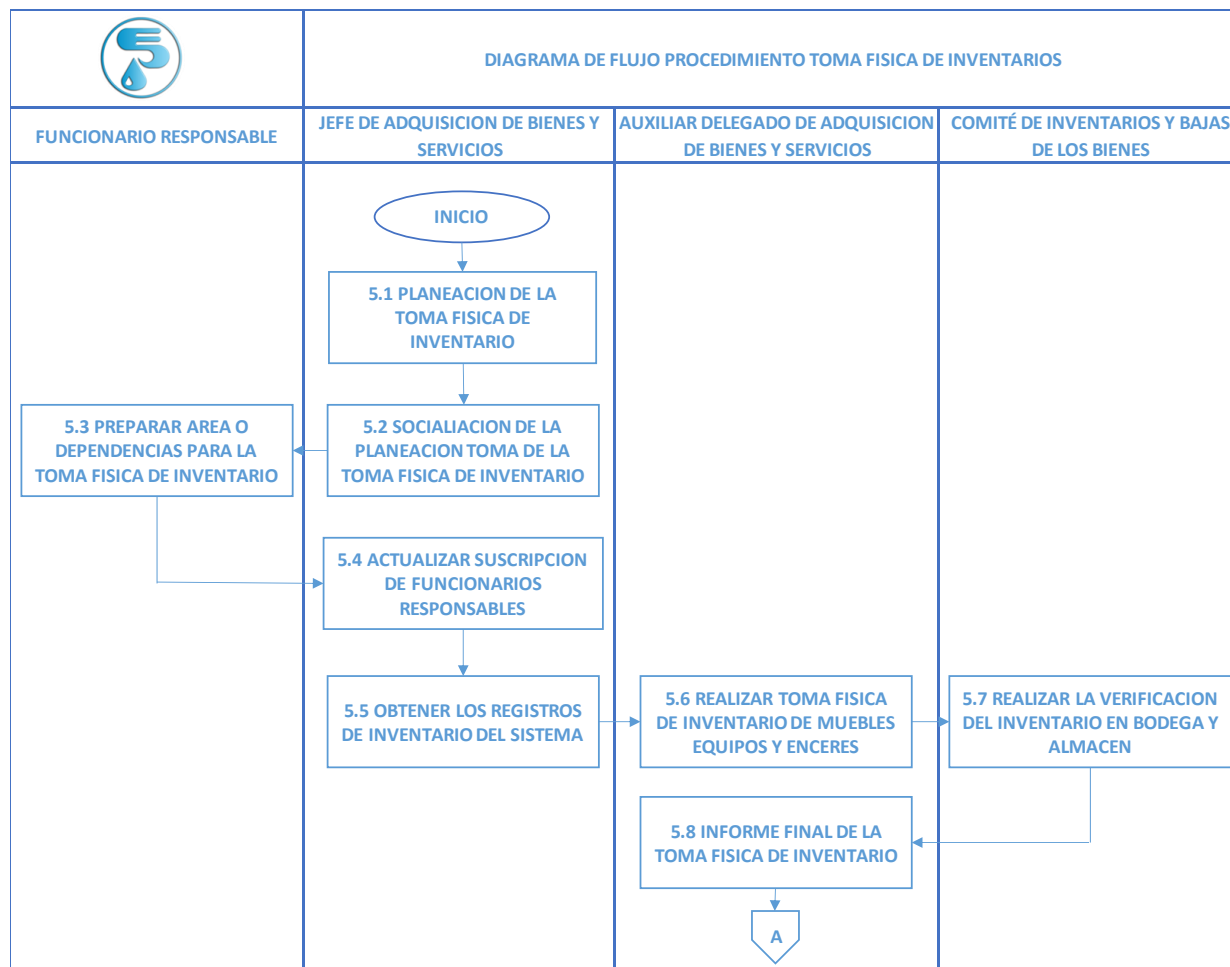 DIAGRAMA DE FLUJO PROCEDIMIENTO TOMA FISICA DE INVENTARIOS
FUNCIONARIO RESPONSABLE
JEFE DE ADQUISICION DE BIENES Y
SERVICIOS
AUXILIAR DELEGADO DE ADQUISICION
DE BIENES Y SERVICIOS
COMITÉ DE INVENTARIOS Y BAJAS
DE LOS BIENES
INICIO
5.1 PLANEACION DE LA
TOMA FISICA DE
INVENTARIO
5.2 SOCIALIACION DE LA
PLANEACION TOMA DE LA
TOMA FISICA DE INVENTARIO
5.3 PREPARAR AREA O
DEPENDENCIAS PARA LA
TOMA FISICA DE INVENTARIO
5.4 ACTUALIZAR SUSCRIPCION
DE FUNCIONARIOS
RESPONSABLES
5.5 OBTENER LOS REGISTROS
DE INVENTARIO DEL SISTEMA
5.6 REALIZAR TOMA FISICA
DE INVENTARIO DE MUEBLES
EQUIPOS Y ENCERES
5.7 REALIZAR LA VERIFICACION
DEL INVENTARIO EN BODEGA Y
ALMACEN
5.8 INFORME FINAL DE LA
TOMA FISICA DE INVENTARIO
A